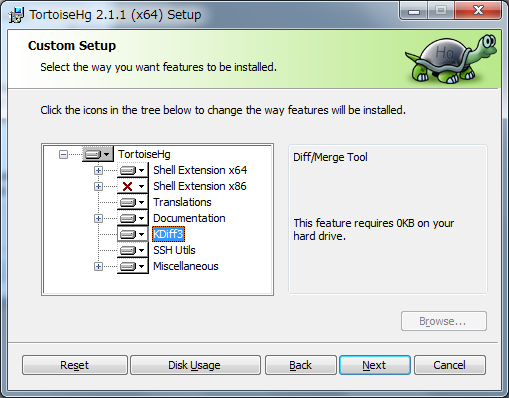 TortoiseHg 2.1.1 (x64) Setup
Custom Setup
Select the way you want features to be installed.
Hg
Click the icons in the tree below to change the way features will be installed.
TortoiseHg
Shell Extension x64
Shell Extension x86
Translations
Documentation
KDiff3
SSH Utils
Miscellaneous
Diff/Merge Tool
This feature requires 0KB on your
hard drive.
Browse...
Reset
Disk Usage
Back
Next
Cancel